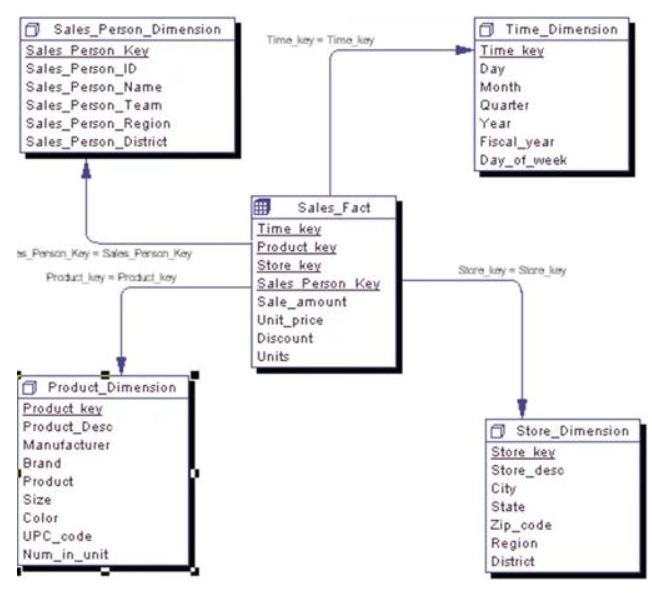 Sales_Person_Dimension
Sales_Person_Key
Sales_Person_ID
Sales_Person_Name
Sales_Person_Team
Sales_Person_Region
Sales_Person_District
Time_key = Time_key
Time_Dimension
Time_key
Day
Month
Quarter
Year
Fiscal_year
Day_of_week
Sales_Fact
Time_key
Product_key
Store_key
Sales_Person_Key
Sale_amount
Unit_price
Discount
Units
es_Person_Key = Sales_Person_Key
Product_key = Product_key
Store_key = Store_key
Product_Dimension
Product_key
Product_Desc
Manufacturer
Brand
Product
Size
Color
UPC_code
Num_in_unit
Store_Dimension
Store_key
Store_desc
City
State
Zip_code
Region
District